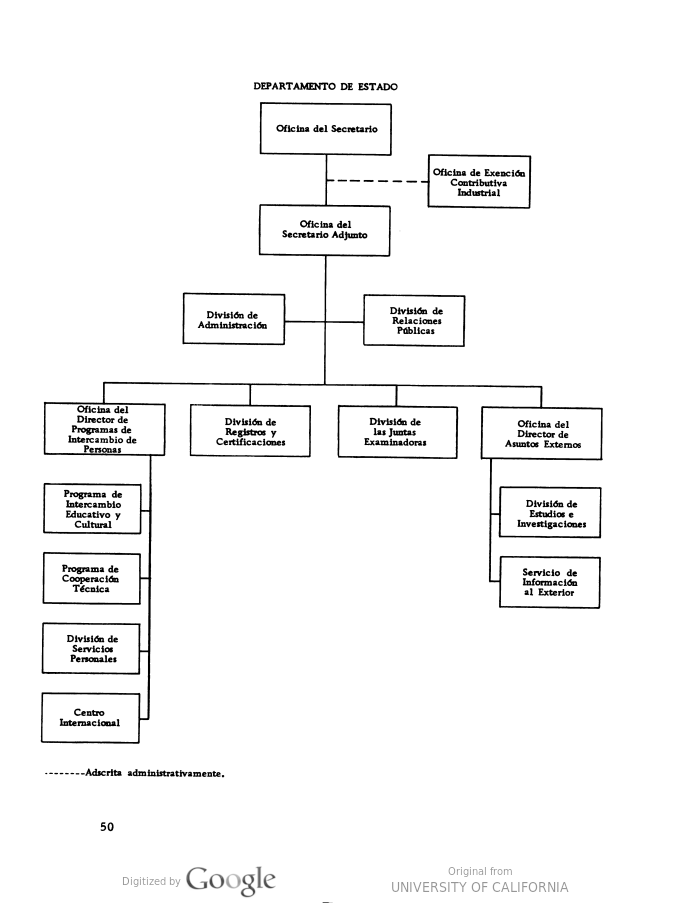 DEPARTAMENTO DE ESTADO
Oficina del Secretario
Oficina de Exención
Contributiva
Industrial
Oficina del
Secretario Adjunto
División de
Administración
División de
Relaciones
Públicas
Oficina del
Director de
Programas de
Intercambio de
Personas
División de
Registros y
Certificaciones
División de
las Juntas
Examinadoras
Oficina del
Director de
Asuntos Externos
Programa de
Intercambio
Educativo y
Cultural
División de
Estudios e
Investigaciones
Programa de
Cooperación
Técnica
Servicio de
Información
al Exterior
División de
Servicios
Personales
Centro
Internacional
--------Adscrita administrativamente.
50
Digitized by Google
Original from
UNIVERSITY OF CALIFORNIA